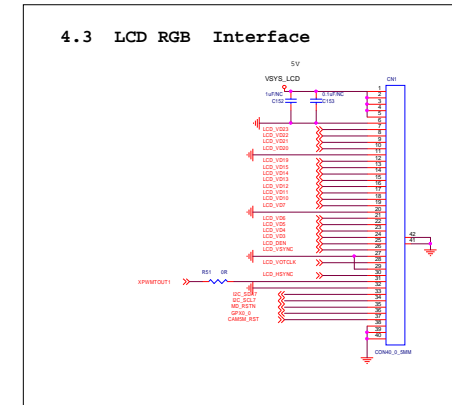 4.3 LCD RGB Interface
5V
VSYS_LCD
CN1
1uF/NC
0.1uF/NC
C152
C153
1
2
3
4
5
6
LCD_VD23 7
LCD_VD22 8
LCD_VD21 9
LCD_VD20 10
11
LCD_VD19 12
LCD_VD15 13
LCD_VD14 14
LCD_VD13 15
LCD_VD12 16
LCD_VD11 17
LCD_VD10 18
LCD_VD7 19
20
LCD_VD6 21
LCD_VD5 22
LCD_VD4 23
LCD_VD3 24
LCD_DEN 25
LCD_VSYNC 26
27
LCD_VOTCLK 28
29
LCD_HSYNC 30
XPWMTOUT1 R51 0R 31
32
I2C_SDA7 33
I2C_SCL7 34
MD_RSTN 35
GPX0_0 36
CAM3M_RST 37
38
39
40
42
41
CON40_0_5MM